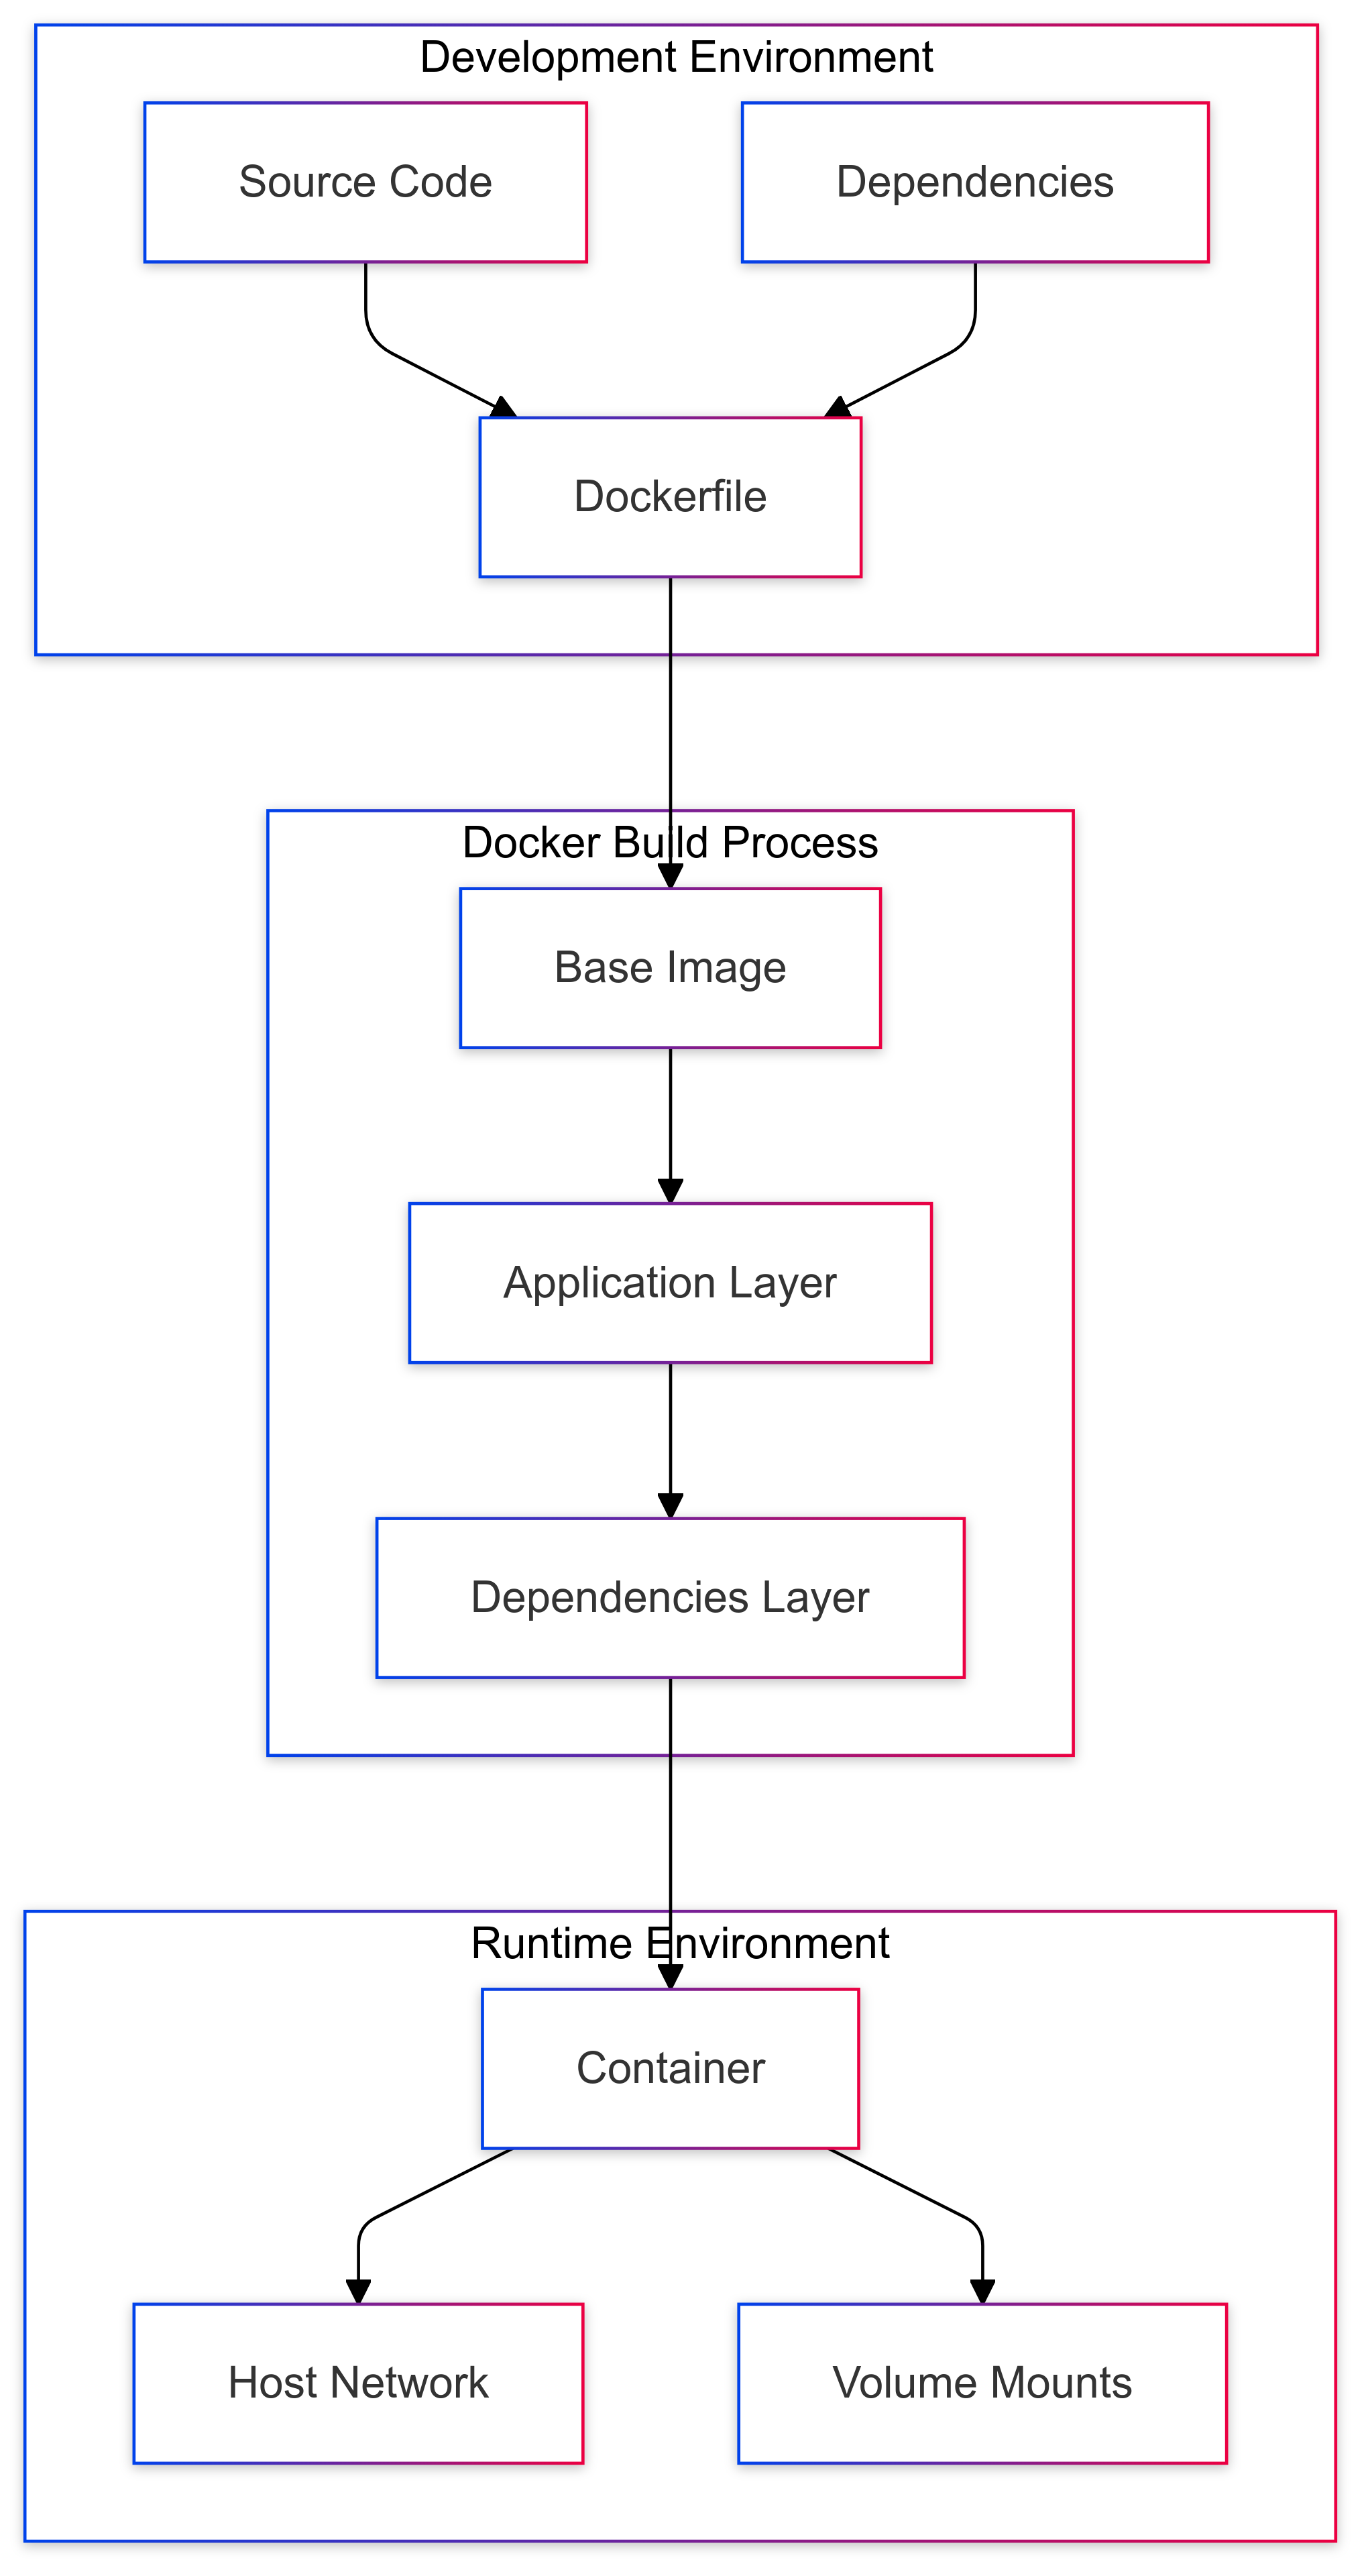 Development Environment
Source Code
Dependencies
Dockerfile
Docker Build Process
Base Image
Application Layer
Dependencies Layer
Runtime Environment
Container
Host Network
Volume Mounts